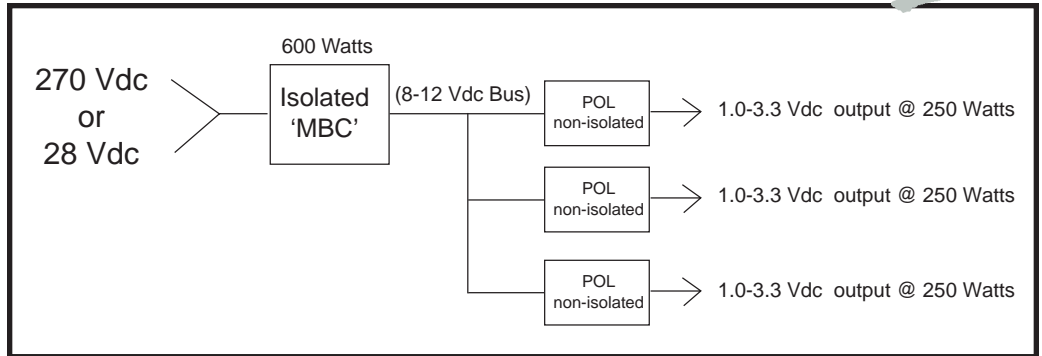 600 Watts
270 Vdc
or
28 Vdc
Isolated
'MBC'
(8-12 Vdc Bus)
POL
non-isolated
1.0-3.3 Vdc output @ 250 Watts
POL
non-isolated
1.0-3.3 Vdc output @ 250 Watts
POL
non-isolated
1.0-3.3 Vdc output @ 250 Watts